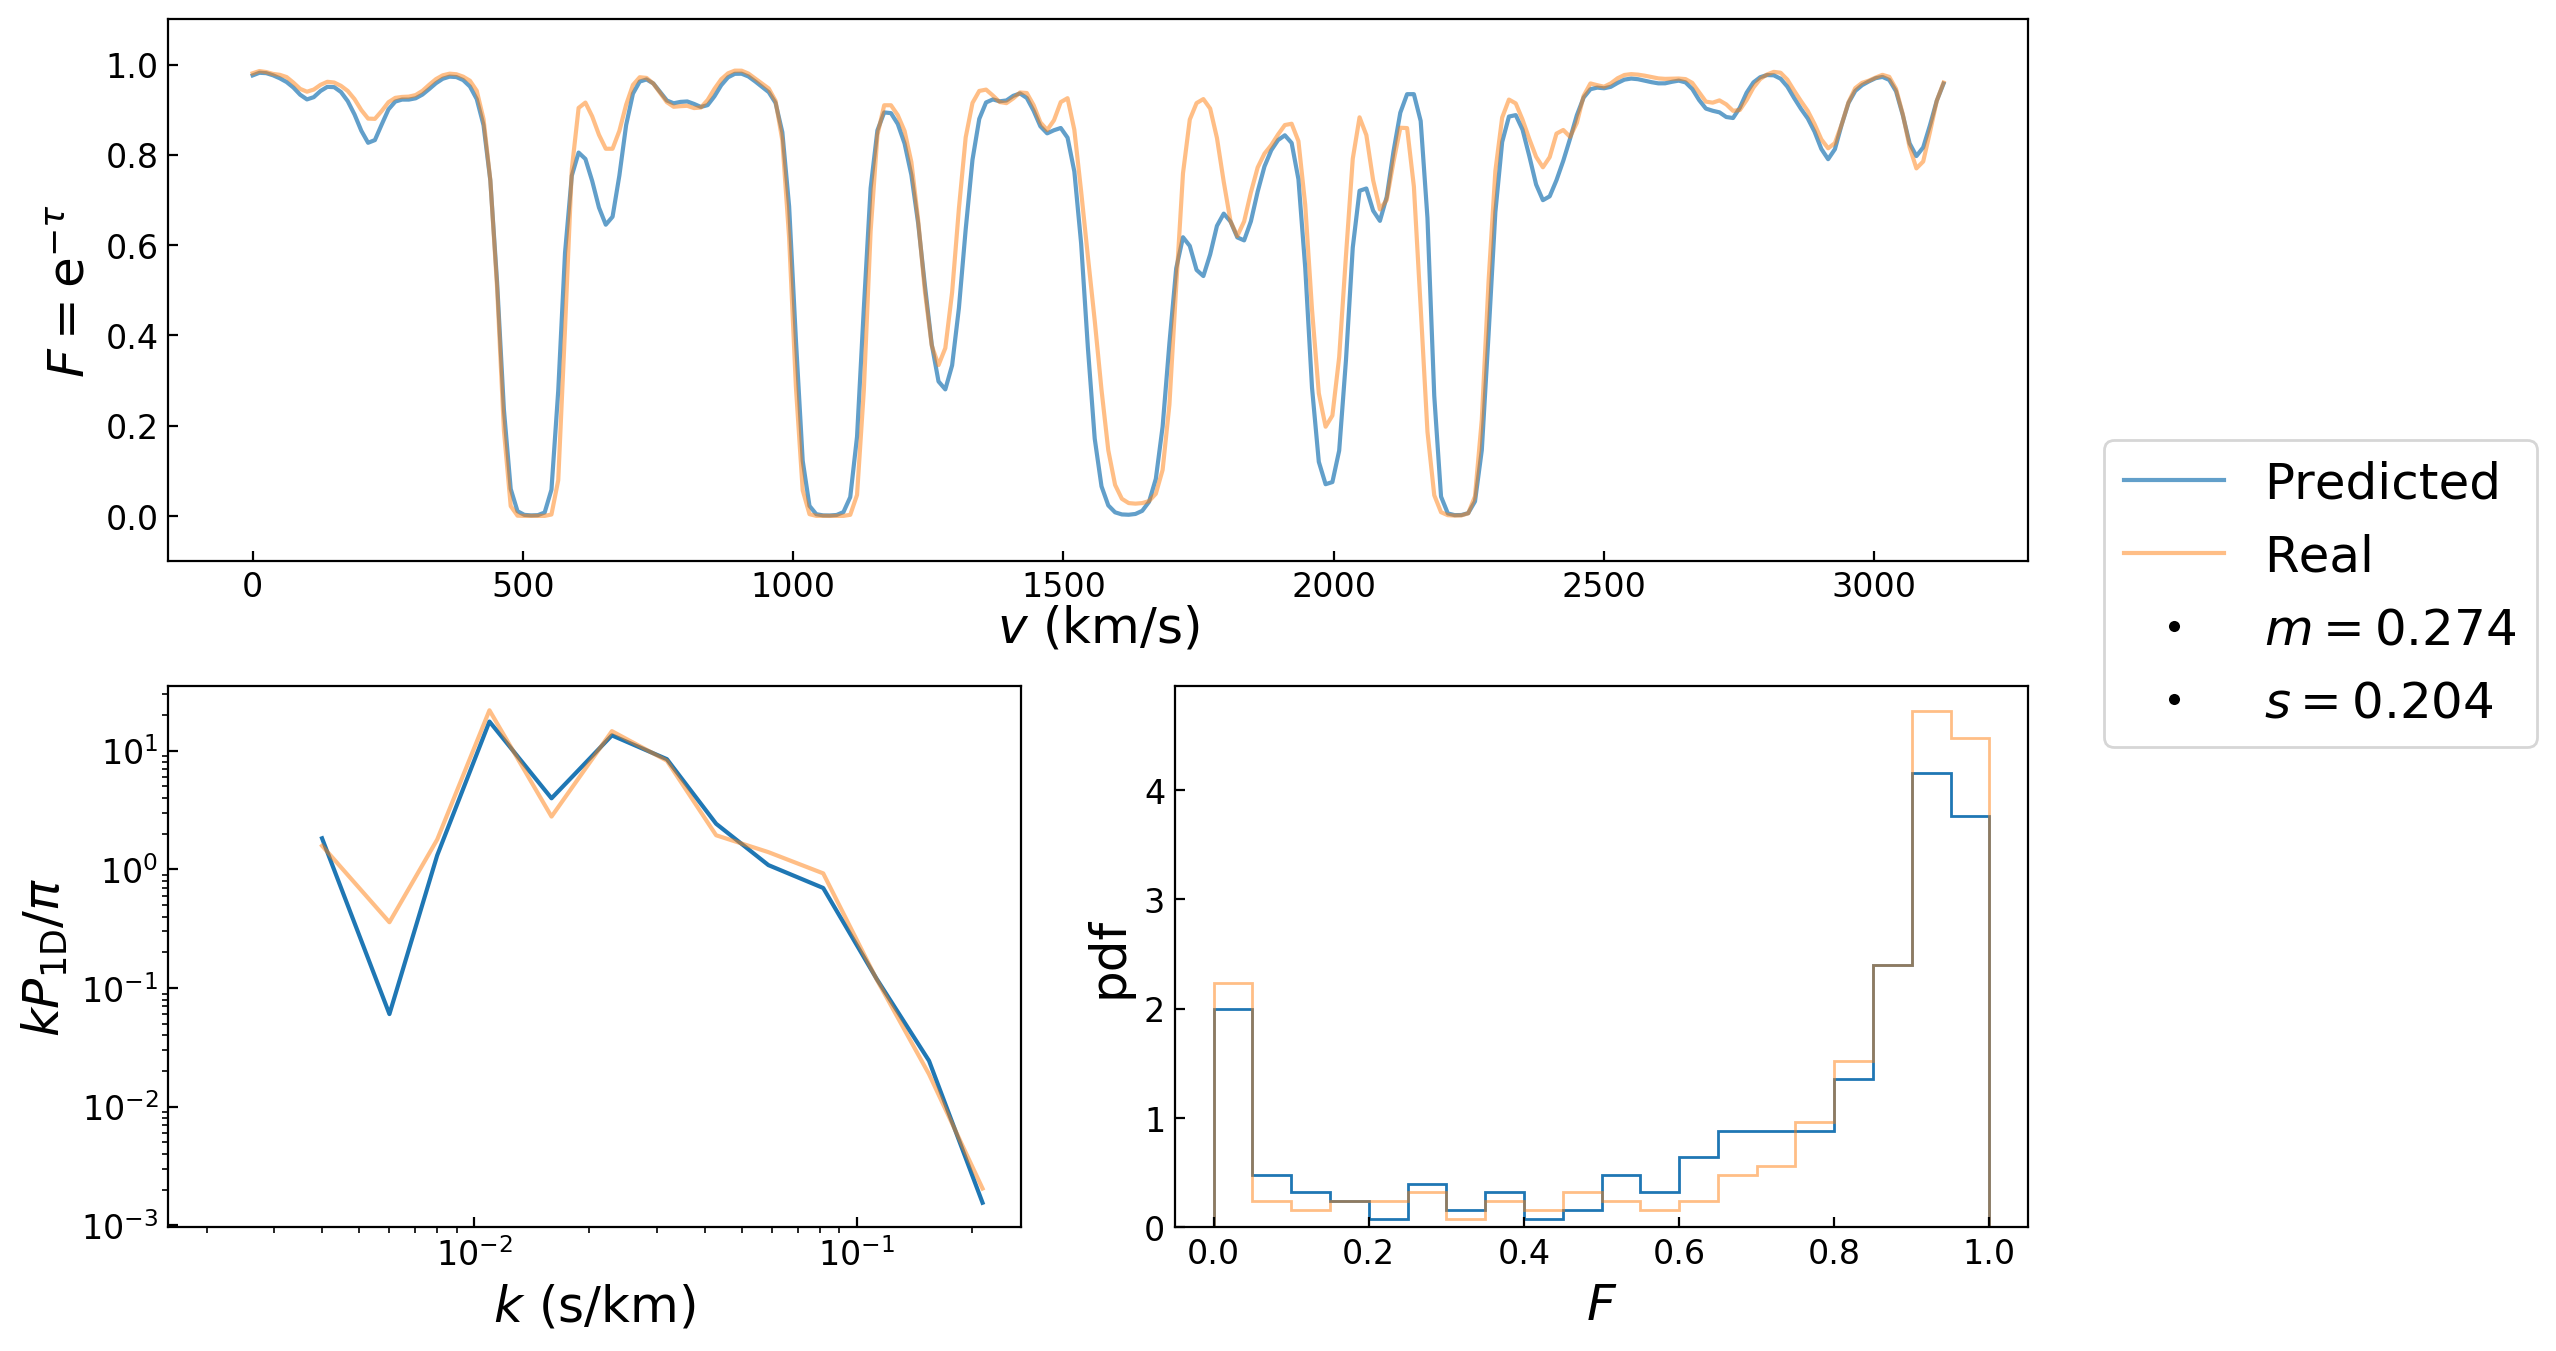 F = e^{-τ}
1.0
0.8
0.6
0.4
0.2
0.0
0 500 1000 1500 2000 2500 3000
v (km/s)
Predicted
Real
m = 0.274
s = 0.204
kP_{1D}/π
10^1
10^0
10^{-1}
10^{-2}
10^{-3}
10^{-2} 10^{-1}
k (s/km)
pdf
4
3
2
1
0
0.0 0.2 0.4 0.6 0.8 1.0
F